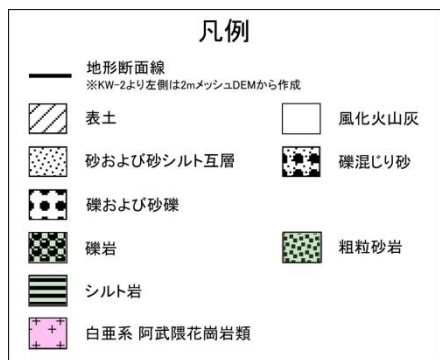 凡例
地形断面線
※KW-2より左側は2mメッシュDEMから作成
表土
風化火山灰
砂および砂シルト互層
礫混じり砂
礫および砂礫
礫岩
粗粒砂岩
シルト岩
白亜系 阿武隈花崗岩類